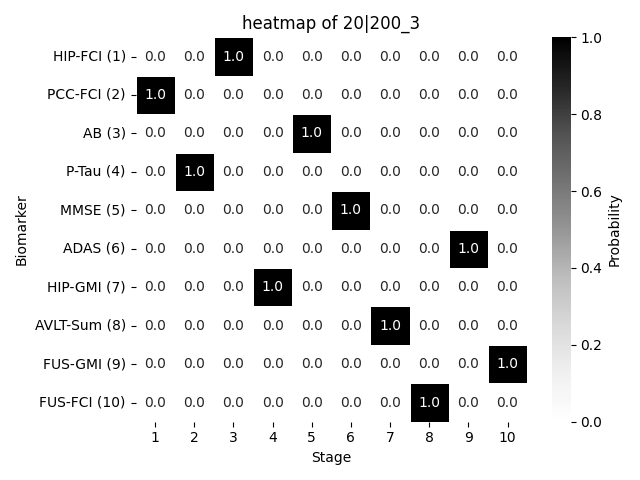 heatmap of 20|200_3
HIP-FCI (1) 0.0 0.0 1.0 0.0 0.0 0.0 0.0 0.0 0.0 0.0
PCC-FCI (2) 1.0 0.0 0.0 0.0 0.0 0.0 0.0 0.0 0.0 0.0
AB (3) 0.0 0.0 0.0 0.0 1.0 0.0 0.0 0.0 0.0 0.0
P-Tau (4) 0.0 1.0 0.0 0.0 0.0 0.0 0.0 0.0 0.0 0.0
MMSE (5) 0.0 0.0 0.0 0.0 0.0 1.0 0.0 0.0 0.0 0.0
ADAS (6) 0.0 0.0 0.0 0.0 0.0 0.0 0.0 0.0 1.0 0.0
HIP-GMI (7) 0.0 0.0 0.0 1.0 0.0 0.0 0.0 0.0 0.0 0.0
AVLT-Sum (8) 0.0 0.0 0.0 0.0 0.0 0.0 1.0 0.0 0.0 0.0
FUS-GMI (9) 0.0 0.0 0.0 0.0 0.0 0.0 0.0 0.0 0.0 1.0
FUS-FCI (10) 0.0 0.0 0.0 0.0 0.0 0.0 0.0 1.0 0.0 0.0
1 2 3 4 5 6 7 8 9 10
Stage
Biomarker
1.0
0.8
0.6
0.4
0.2
0.0
Probability